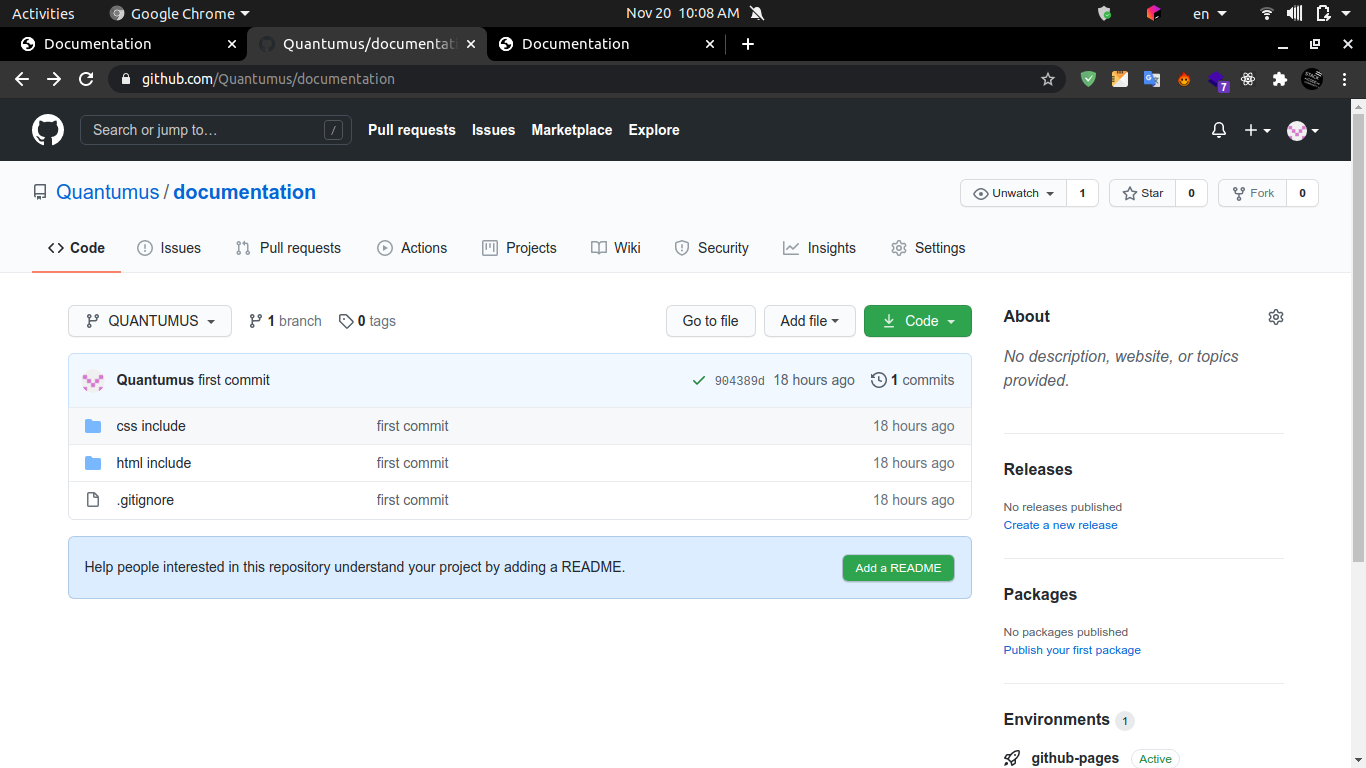 Activities Google Chrome Nov 20 10:08 AM en
Documentation Quantumus/documentati Documentation
github.com/Quantumus/documentation 7
Search or jump to… / Pull requests Issues Marketplace Explore
Quantumus / documentation Unwatch 1 Star 0 Fork 0
Code Issues Pull requests Actions Projects Wiki Security Insights Settings
QUANTUMUS 1 branch 0 tags Go to file Add file Code
Quantumus first commit 904389d 18 hours ago 1 commits
css include first commit 18 hours ago
html include first commit 18 hours ago
.gitignore first commit 18 hours ago
Help people interested in this repository understand your project by adding a README. Add a README
About
No description, website, or topics
provided.
Releases
No releases published
Create a new release
Packages
No packages published
Publish your first package
Environments 1
github-pages Active